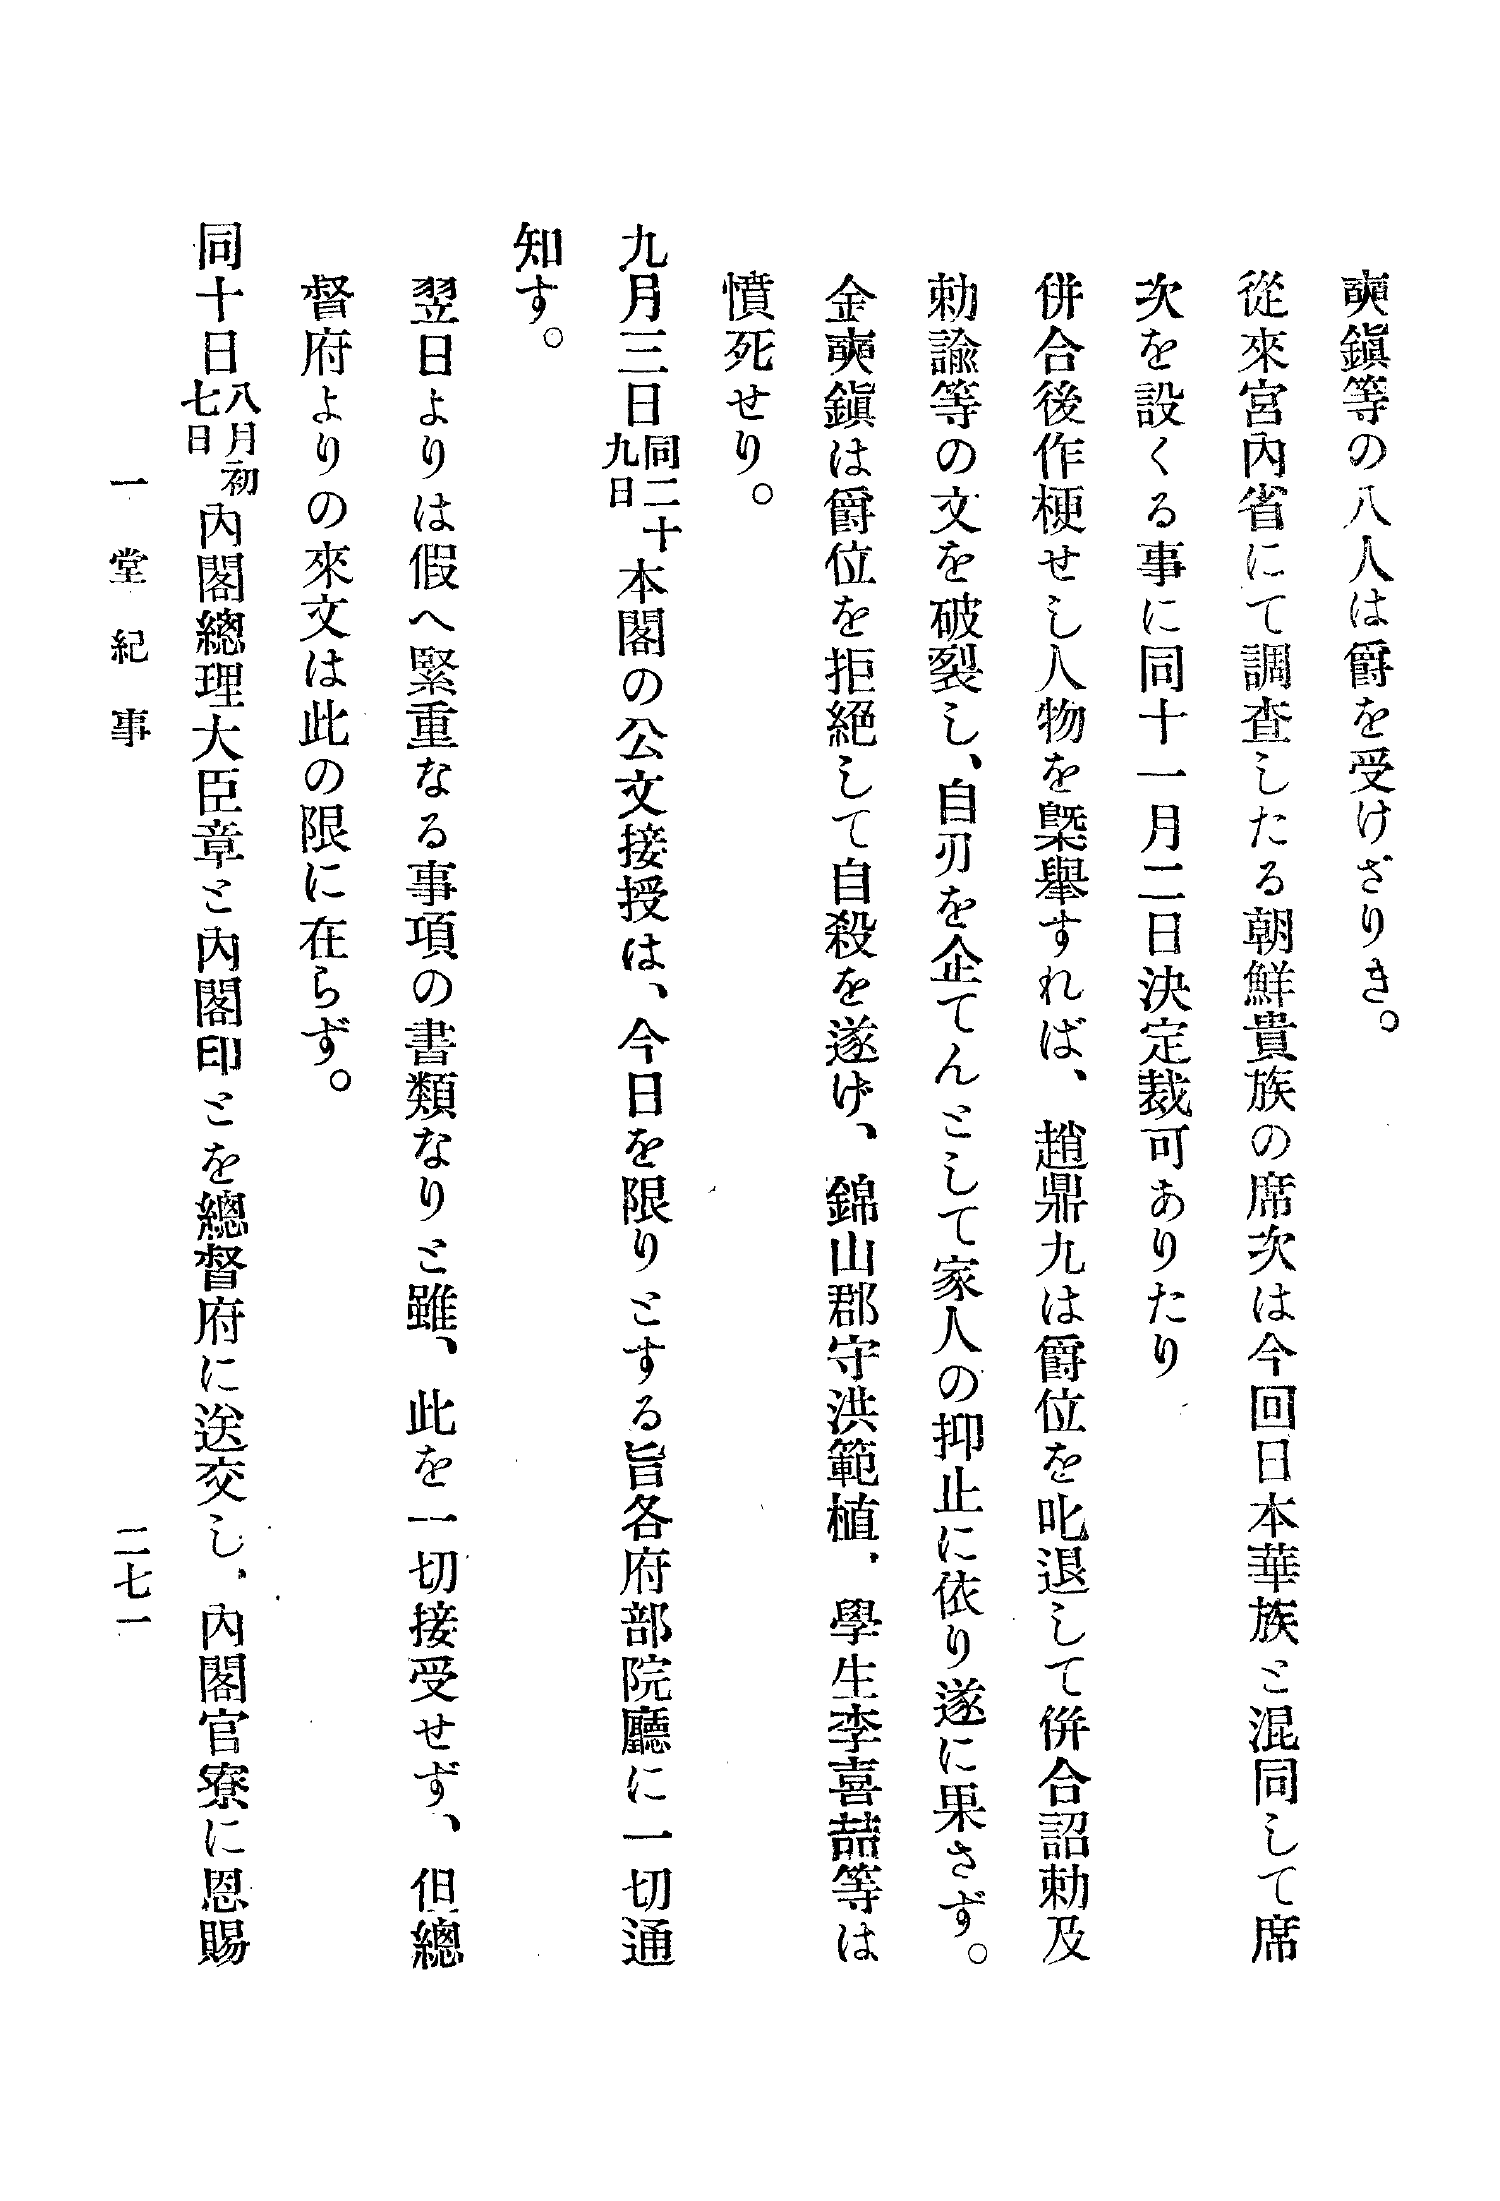 奭鎭等の八人は爵を受けざりき。
從來宮內省にて調査したる朝鮮貴族の席次は今回日本華族と混同して席
次を設くる事に同十一月二日決定裁可ありたり
併合後作梗せし人物を槩舉すれば、趙鼎九は爵位を叱退して併合詔勅及
勅諭等の文を破裂し、自刃を企てんとして家人の抑止に依り遂に果さず。
金奭鎭は爵位を拒絕して自殺を遂げ、錦山郡守洪範植、學生李喜喆等は
憤死せり。
九月三日同二十九日本閣の公文接授は、今日を限りとする旨各府部院廳に一切通
知す。
翌日よりは假へ緊重なる事項の書類なりと雖、此を一切接受せず、但總
督府よりの來文は此の限に在らず。
同十日八月初七日內閣總理大臣章と內閣印とを總督府に送交し、內閣官寮に恩賜
一堂紀事
二七一